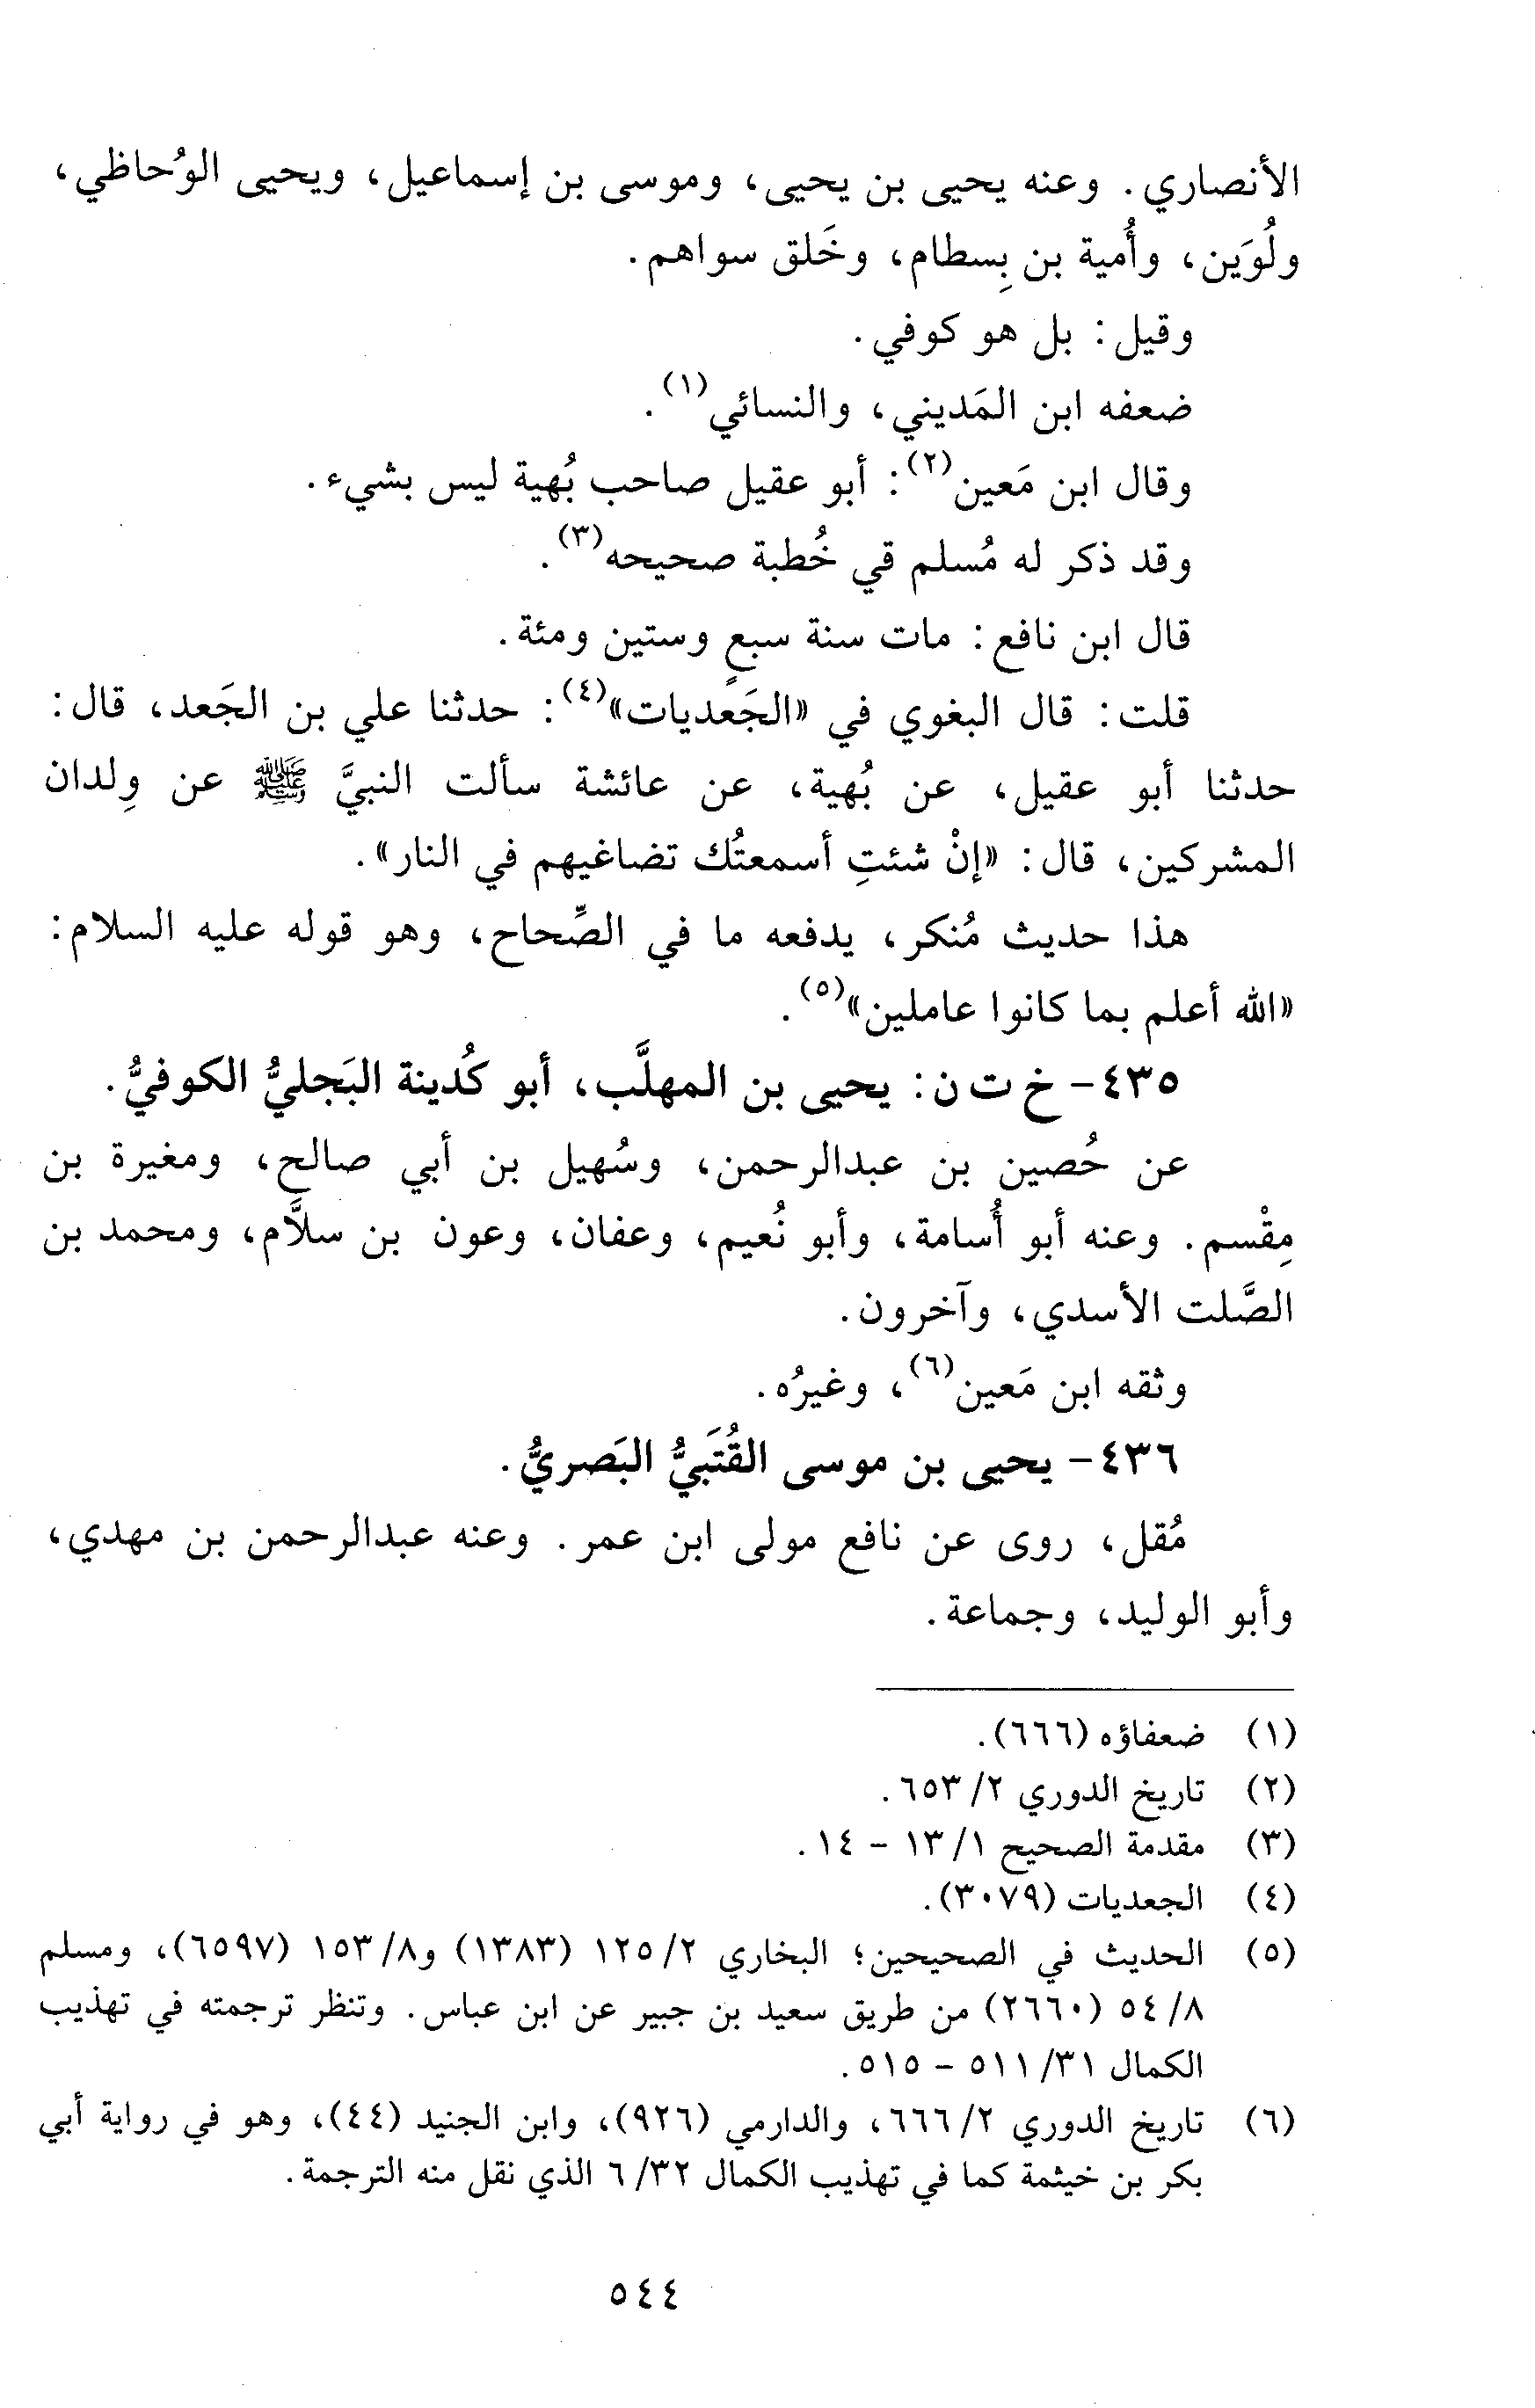 الأنصاري. وعنه يحيى بن يحيى، وموسى بن إسماعيل، ويحيى الوُحاظي،
ولُوَين، وأُمية بن بِسطام، وخَلق سواهم.
وقيل: بل هو كوفي.
ضعفه ابن المَديني، والنسائي(١).
وقال ابن مَعين(٢): أبو عقيل صاحب بُهية ليس بشيء.
وقد ذكر له مُسلم قي خُطبة صحيحه(٣).
قال ابن نافع: مات سنة سبعٍ وستين ومئة.
قلت: قال البغوي في «الجَعديات»(٤): حدثنا علي بن الجَعد، قال:
حدثنا أبو عقيل، عن بُهية، عن عائشة سألت النبيَّ ﷺ عن وِلدان
المشركين، قال: «إنْ شئتِ أسمعتُك تضاغيهم في النار».
هذا حديث مُنكر، يدفعه ما في الصِّحاح، وهو قوله عليه السلام:
«الله أعلم بما كانوا عاملين»(٥).
٤٣٥- خ ت ن: يحيى بن المهلَّب، أبو كُدينة البَجليُّ الكوفيُّ.
عن حُصين بن عبدالرحمن، وسُهيل بن أبي صالح، ومغيرة بن
مِقْسم. وعنه أبو أُسامة، وأبو نُعيم، وعفان، وعون بن سلَّام، ومحمد بن
الصَّلت الأسدي، وآخرون.
وثقه ابن مَعين(٦)، وغيرُه.
٤٣٦- يحيى بن موسى القُتَبيُّ البَصريُّ.
مُقل، روى عن نافع مولى ابن عمر. وعنه عبدالرحمن بن مهدي،
وأبو الوليد، وجماعة.
(١) ضعفاؤه (٦٦٦).
(٢) تاريخ الدوري ٢/ ٦٥٣.
(٣) مقدمة الصحيح ١/ ١٣ - ١٤.
(٤) الجعديات (٣٠٧٩).
(٥) الحديث في الصحيحين؛ البخاري ٢/ ١٢٥ (١٣٨٣) و٨/ ١٥٣ (٦٥٩٧)، ومسلم
٨/ ٥٤ (٢٦٦٠) من طريق سعيد بن جبير عن ابن عباس. وتنظر ترجمته في تهذيب
الكمال ٣١/ ٥١١ - ٥١٥.
(٦) تاريخ الدوري ٢/ ٦٦٦، والدارمي (٩٢٦)، وابن الجنيد (٤٤)، وهو في رواية أبي
بكر بن خيثمة كما في تهذيب الكمال ٣٢/ ٦ الذي نقل منه الترجمة.
٥٤٤